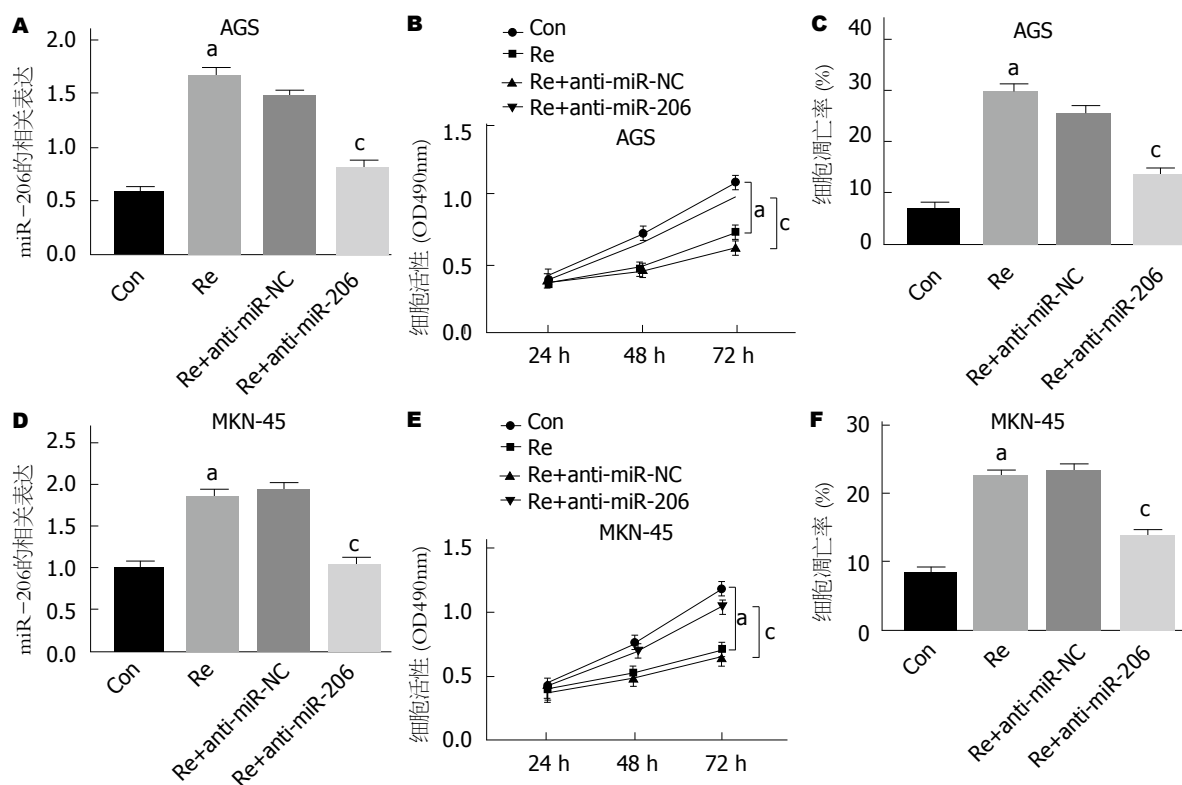 A
AGS
miR-206的相关表达
2.0
1.5
1.0
0.5
0.0
a
c
Con
Re
Re+anti-miR-NC
Re+anti-miR-206
B
Con
Re
Re+anti-miR-NC
Re+anti-miR-206
AGS
细胞活性 (OD490nm)
1.5
1.0
0.5
0.0
a
c
24 h
48 h
72 h
C
AGS
细胞凋亡率 (%)
40
30
20
10
0
a
c
Con
Re
Re+anti-miR-NC
Re+anti-miR-206
D
MKN-45
miR-206的相关表达
2.5
2.0
1.5
1.0
0.5
0.0
a
c
Con
Re
Re+anti-miR-NC
Re+anti-miR-206
E
Con
Re
Re+anti-miR-NC
Re+anti-miR-206
MKN-45
细胞活性 (OD490nm)
1.5
1.0
0.5
0.0
a
c
24 h
48 h
72 h
F
MKN-45
细胞凋亡率 (%)
30
20
10
0
a
c
Con
Re
Re+anti-miR-NC
Re+anti-miR-206